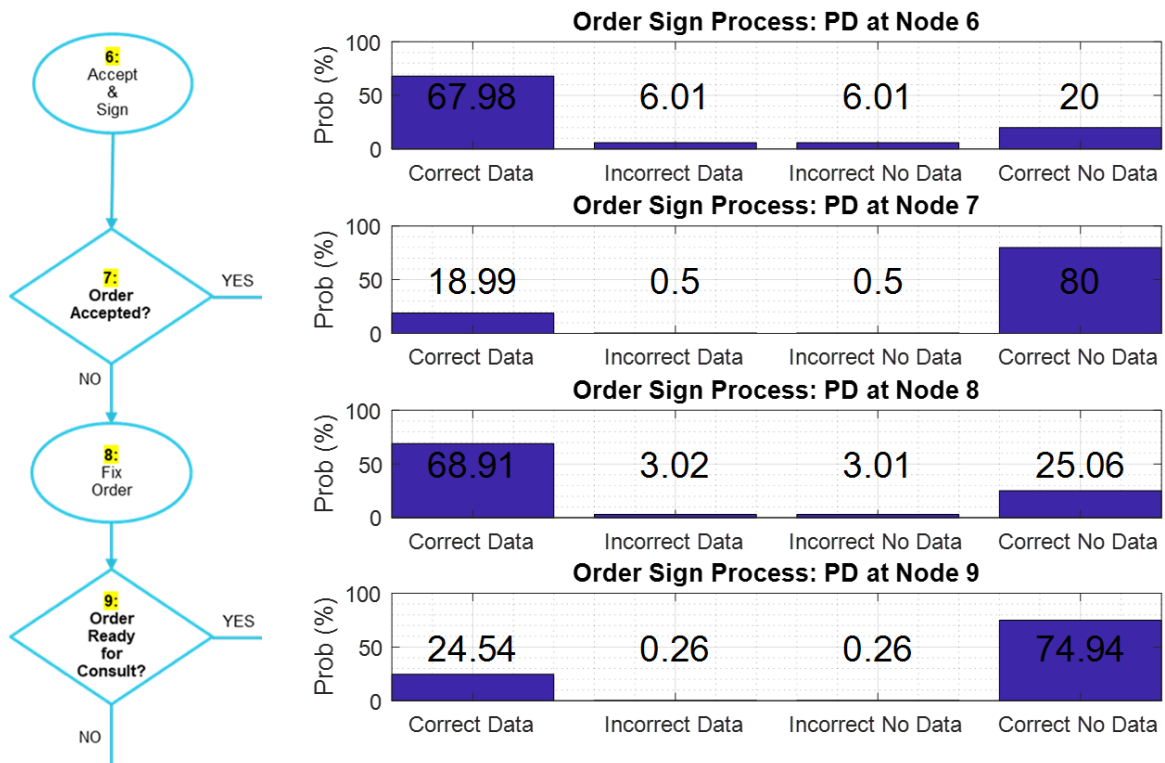 6:
Accept
&
Sign
7:
Order
Accepted?
YES
NO
8:
Fix
Order
9:
Order
Ready
for
Consult?
YES
NO
Order Sign Process: PD at Node 6
Prob (%)
100
50
0
67.98 6.01 6.01 20
Correct Data Incorrect Data Incorrect No Data Correct No Data
Order Sign Process: PD at Node 7
Prob (%)
100
50
0
18.99 0.5 0.5 80
Correct Data Incorrect Data Incorrect No Data Correct No Data
Order Sign Process: PD at Node 8
Prob (%)
100
50
0
68.91 3.02 3.01 25.06
Correct Data Incorrect Data Incorrect No Data Correct No Data
Order Sign Process: PD at Node 9
Prob (%)
100
50
0
24.54 0.26 0.26 74.94
Correct Data Incorrect Data Incorrect No Data Correct No Data